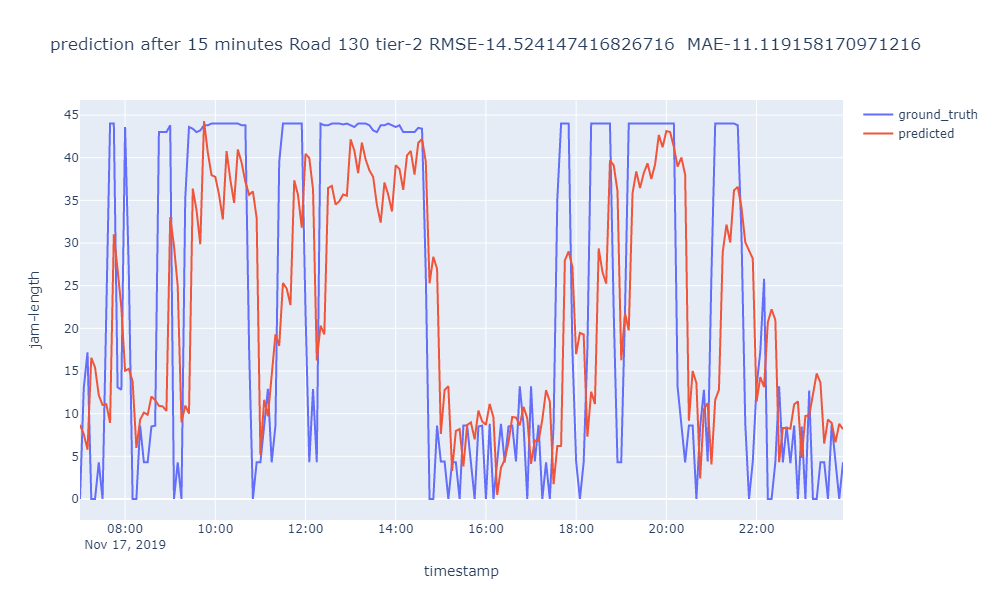 prediction after 15 minutes Road 130 tier-2 RMSE-14.524147416826716  MAE-11.119158170971216
ground_truth
predicted
45
40
35
30
25
20
15
10
5
0
jam-length
08:00 10:00 12:00 14:00 16:00 18:00 20:00 22:00
Nov 17, 2019
timestamp